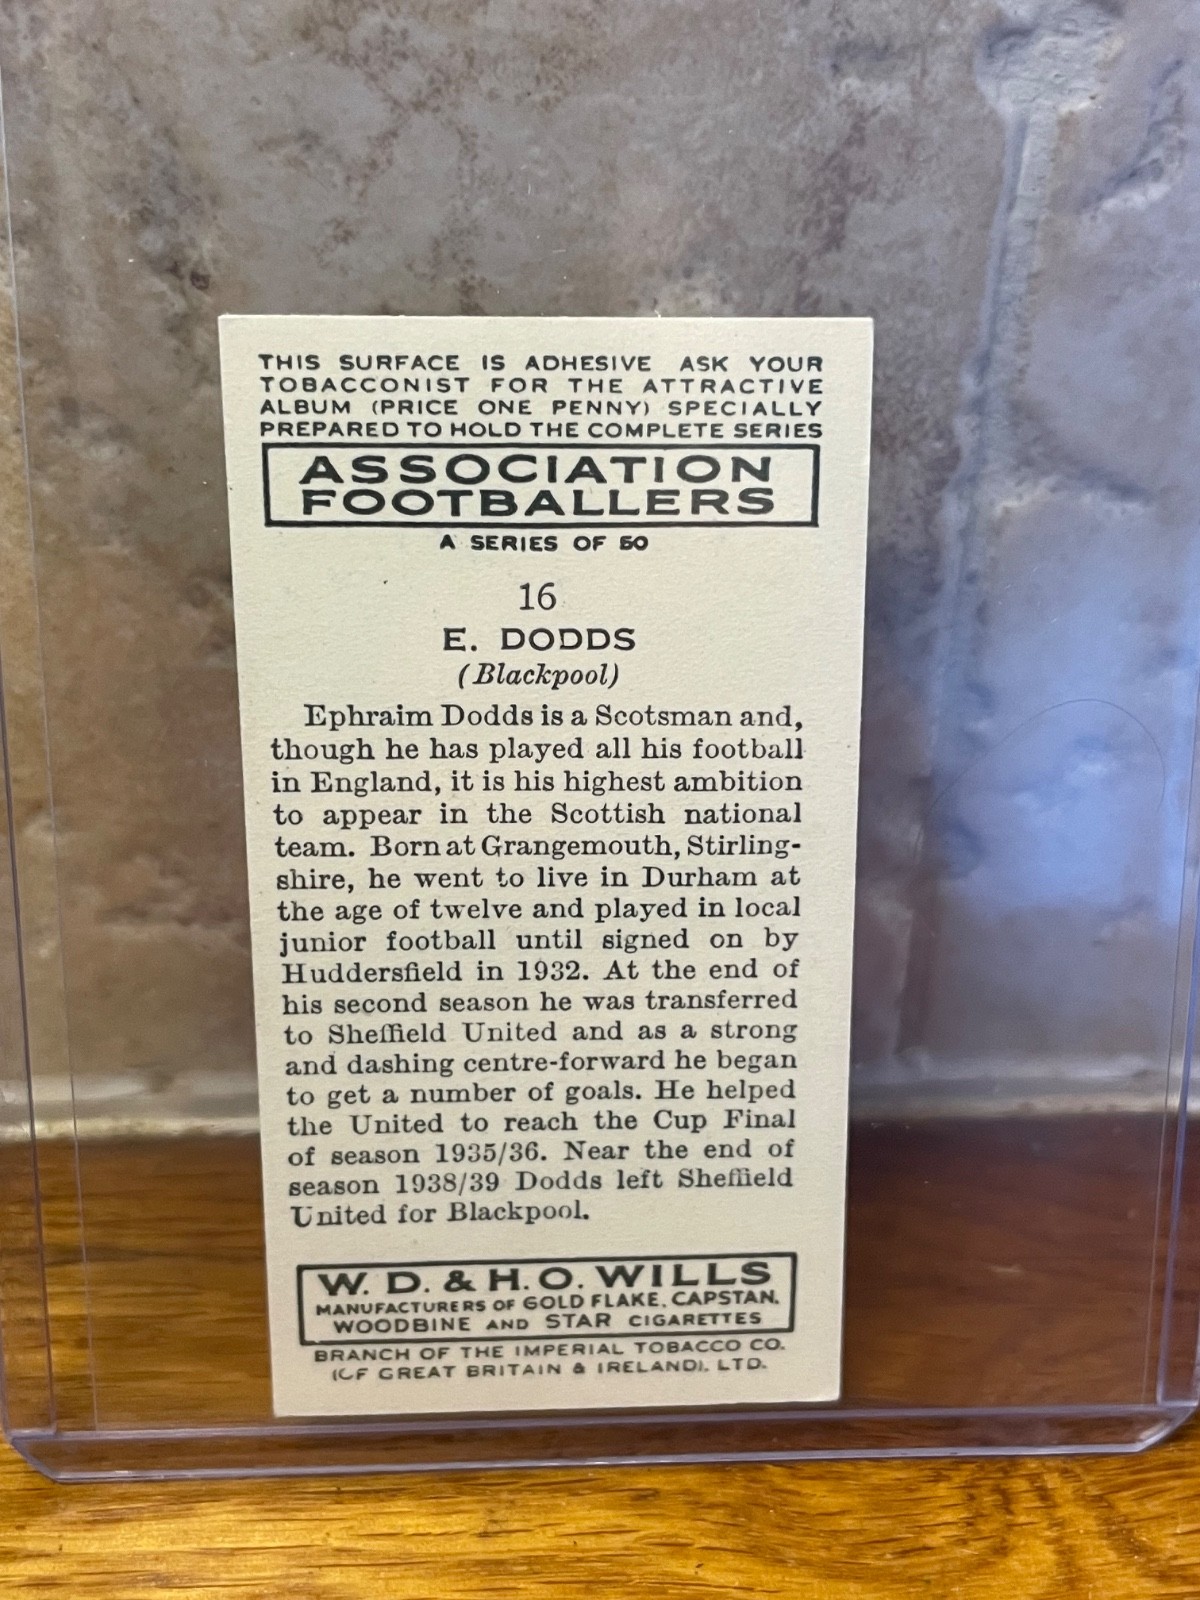 THIS SURFACE IS ADHESIVE ASK YOUR
TOBACCONIST FOR THE ATTRACTIVE
ALBUM (PRICE ONE PENNY) SPECIALLY
PREPARED TO HOLD THE COMPLETE SERIES
ASSOCIATION
FOOTBALLERS
A SERIES OF 50
16
E. DODDS
(Blackpool)
Ephraim Dodds is a Scotsman and,
though he has played all his football
in England, it is his highest ambition
to appear in the Scottish national
team. Born at Grangemouth, Stirling-
shire, he went to live in Durham at
the age of twelve and played in local
junior football until signed on by
Huddersfield in 1932. At the end of
his second season he was transferred
to Sheffield United and as a strong
and dashing centre-forward he began
to get a number of goals. He helped
the United to reach the Cup Final
of season 1935/36. Near the end of
season 1938/39 Dodds left Sheffield
United for Blackpool.
W. D. & H. O. WILLS
MANUFACTURERS OF GOLD FLAKE, CAPSTAN,
WOODBINE AND STAR CIGARETTES
BRANCH OF THE IMPERIAL TOBACCO CO.
(OF GREAT BRITAIN & IRELAND), LTD.